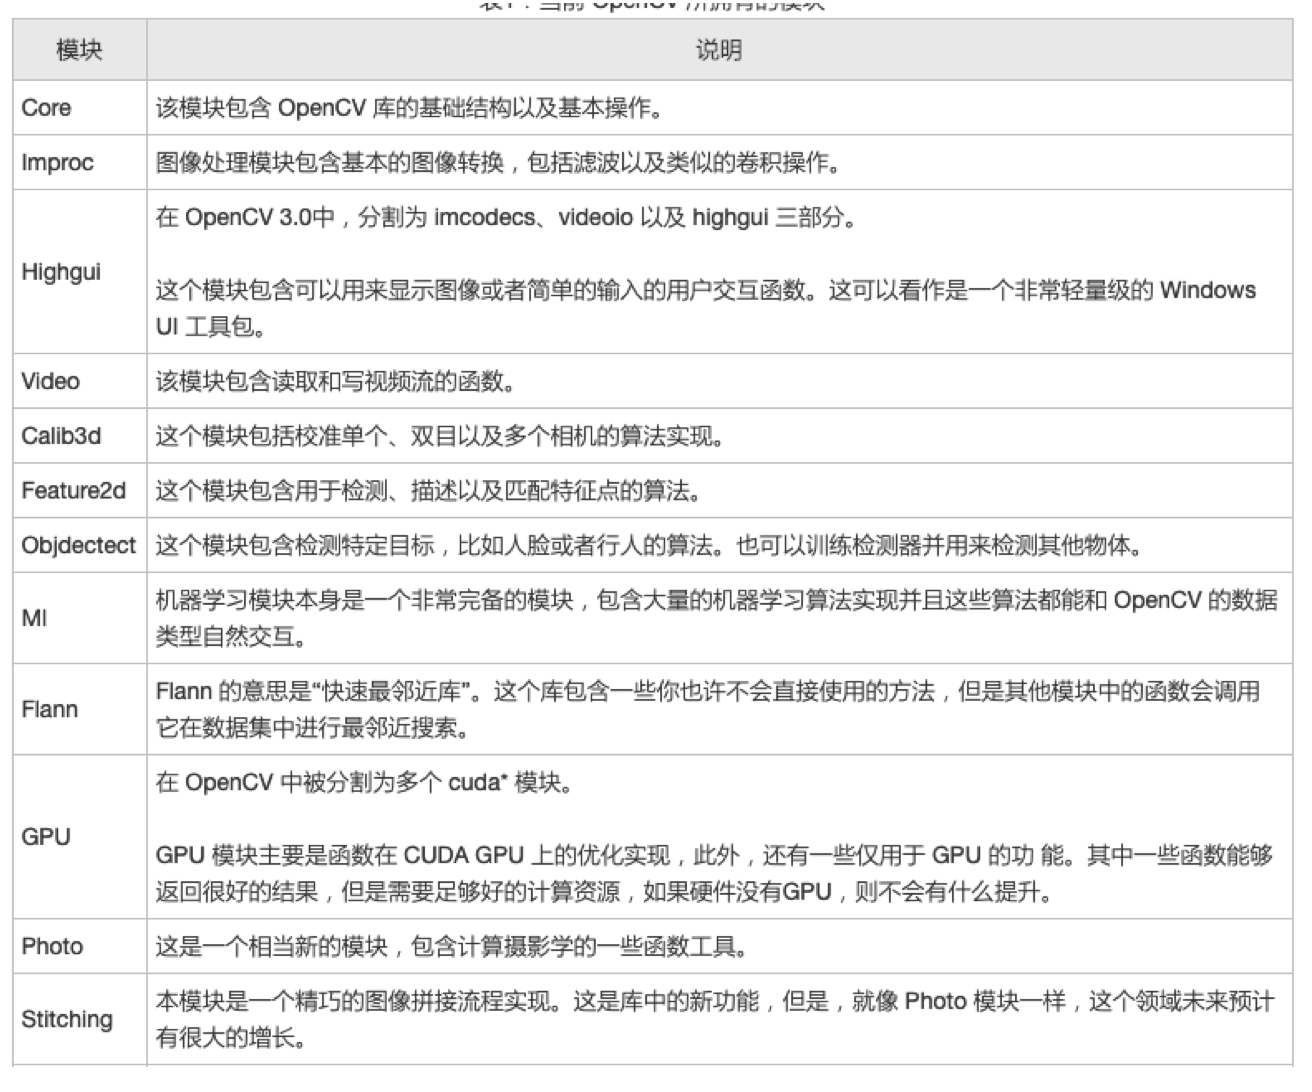 表1：当前 OpenCV 所拥有的模块
模块
说明
Core
该模块包含 OpenCV 库的基础结构以及基本操作。
Improc
图像处理模块包含基本的图像转换，包括滤波以及类似的卷积操作。
Highgui
在 OpenCV 3.0中，分割为 imcodecs、videoio 以及 highgui 三部分。
这个模块包含可以用来显示图像或者简单的输入的用户交互函数。这可以看作是一个非常轻量级的 Windows
UI 工具包。
Video
该模块包含读取和写视频流的函数。
Calib3d
这个模块包括校准单个、双目以及多个相机的算法实现。
Feature2d
这个模块包含用于检测、描述以及匹配特征点的算法。
Objdectect
这个模块包含检测特定目标，比如人脸或者行人的算法。也可以训练检测器并用来检测其他物体。
Ml
机器学习模块本身是一个非常完备的模块，包含大量的机器学习算法实现并且这些算法都能和 OpenCV 的数据
类型自然交互。
Flann
Flann 的意思是“快速最邻近库”。这个库包含一些你也许不会直接使用的方法，但是其他模块中的函数会调用
它在数据集中进行最邻近搜索。
GPU
在 OpenCV 中被分割为多个 cuda* 模块。
GPU 模块主要是函数在 CUDA GPU 上的优化实现，此外，还有一些仅用于 GPU 的功 能。其中一些函数能够
返回很好的结果，但是需要足够好的计算资源，如果硬件没有GPU，则不会有什么提升。
Photo
这是一个相当新的模块，包含计算摄影学的一些函数工具。
Stitching
本模块是一个精巧的图像拼接流程实现。这是库中的新功能，但是，就像 Photo 模块一样，这个领域未来预计
有很大的增长。